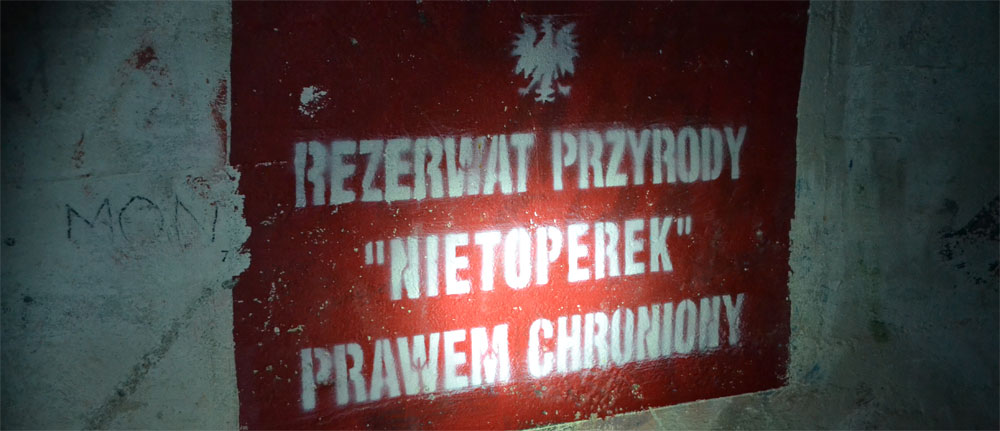 MON
REZERWAT PRZYRODY
"NIETOPEREK"
PRAWEM CHRONIONY